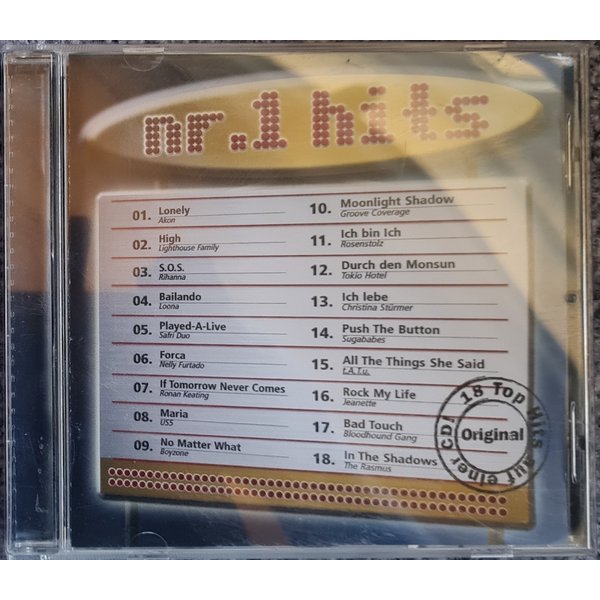 nr.1 hits
01. Lonely
Akon
02. High
Lighthouse Family
03. S.O.S.
Rihanna
04. Bailando
Loona
05. Played-A-Live
Safri Duo
06. Forca
Nelly Furtado
07. If Tomorrow Never Comes
Ronan Keating
08. Maria
US5
09. No Matter What
Boyzone
10. Moonlight Shadow
Groove Coverage
11. Ich bin Ich
Rosenstolz
12. Durch den Monsun
Tokio Hotel
13. Ich lebe
Christina Stürmer
14. Push The Button
Sugababes
15. All The Things She Said
t.A.T.u.
16. Rock My Life
Jeanette
17. Bad Touch
Bloodhound Gang
18. In The Shadows
The Rasmus
18 Top Hits auf einer CD!
Original